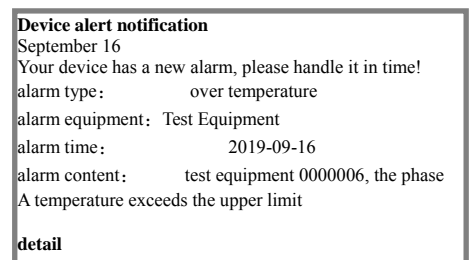 Device alert notification
September 16
Your device has a new alarm, please handle it in time!
alarm type： over temperature
alarm equipment：Test Equipment
alarm time： 2019-09-16
alarm content： test equipment 0000006, the phase
A temperature exceeds the upper limit
detail